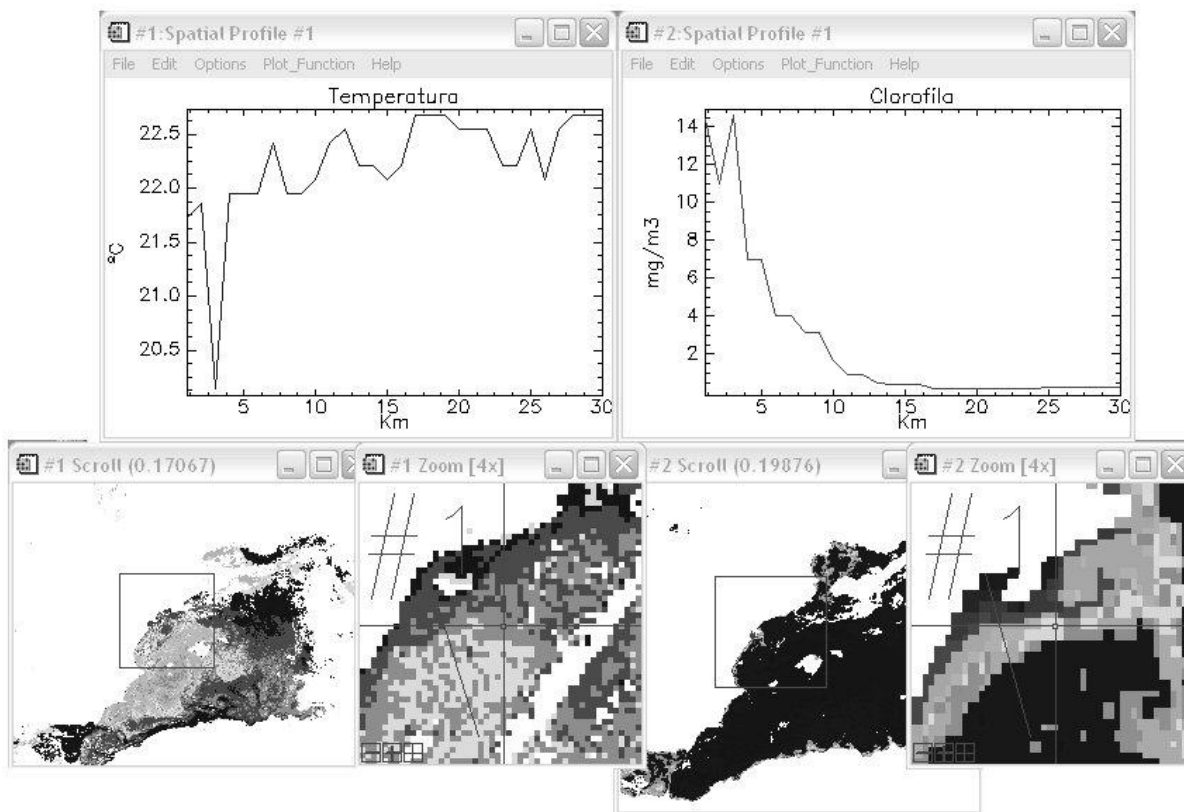 #1:Spatial Profile #1
File Edit Options Plot_Function Help
Temperatura
22.5
22.0
21.5
21.0
20.5
ºC
5 10 15 20 25 30
Km
#2:Spatial Profile #1
File Edit Options Plot_Function Help
Clorofila
14
12
10
8
6
4
2
mg/m3
5 10 15 20 25 30
Km
#1 Scroll (0.17067)
#1 Zoom [4x]
#1
#2 Scroll (0.19876)
#2 Zoom [4x]
#1